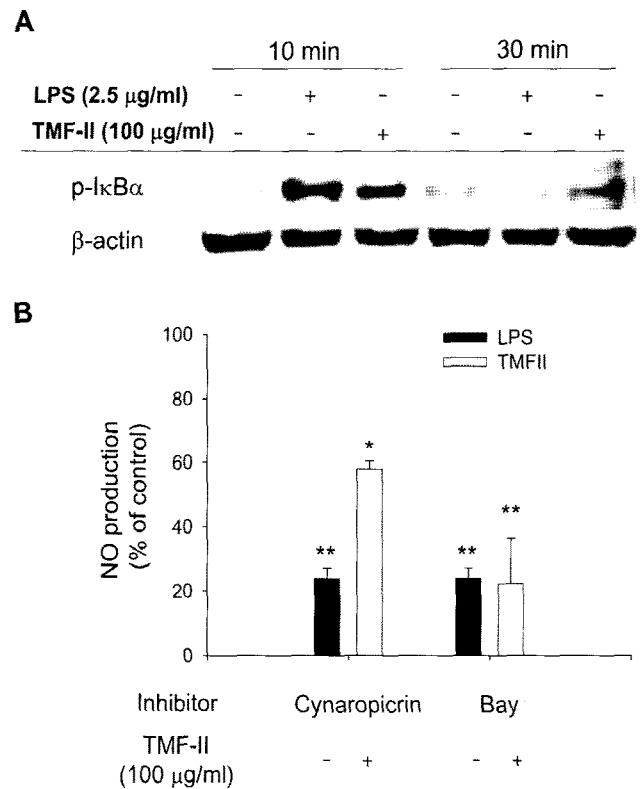 A
10 min 30 min
LPS (2.5 μg/ml) - + - - + -
TMF-II (100 μg/ml) - - + - - +
p-IκBα
β-actin
B
100
80
60
40
20
0
NO production
(% of control)
LPS
TMFII
** * ** **
Inhibitor Cynaropicrin Bay
TMF-II
(100 μg/ml) - + - +